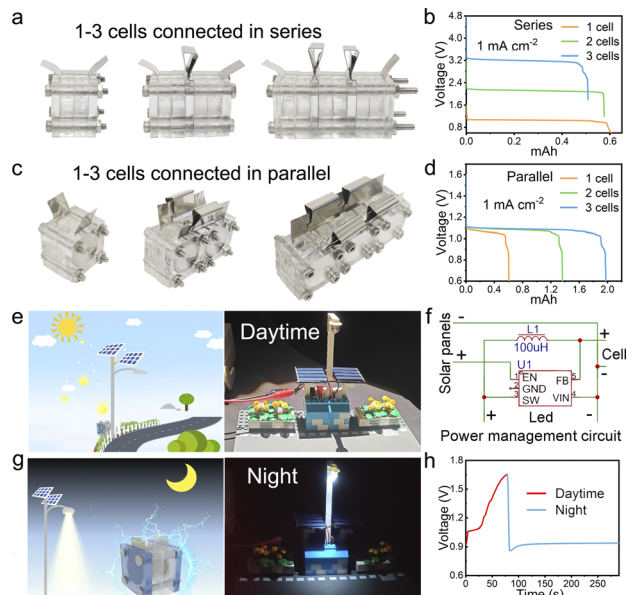 a
1-3 cells connected in series
b
Series
1 cell
2 cells
3 cells
1 mA cm-2
Voltage (V)
4.8
4.0
3.2
2.4
1.6
0.8
0.0
0.2
0.4
0.6
mAh
c
1-3 cells connected in parallel
d
Parallel
1 cell
2 cells
3 cells
1 mA cm-2
Voltage (V)
1.8
1.6
1.4
1.2
1.0
0.8
0.6
0.0
0.4
0.8
1.2
1.6
2.0
mAh
e
Daytime
f
Solar panels
-
+
L1
100uH
U1
1
EN
2
GND
3
SW
FB
5
VIN
4
+
Cell
-
+
Led
-
Power management circuit
g
Night
h
Voltage (V)
1.8
1.5
1.2
0.9
0.6
Daytime
Night
0
100
200
Time (s)